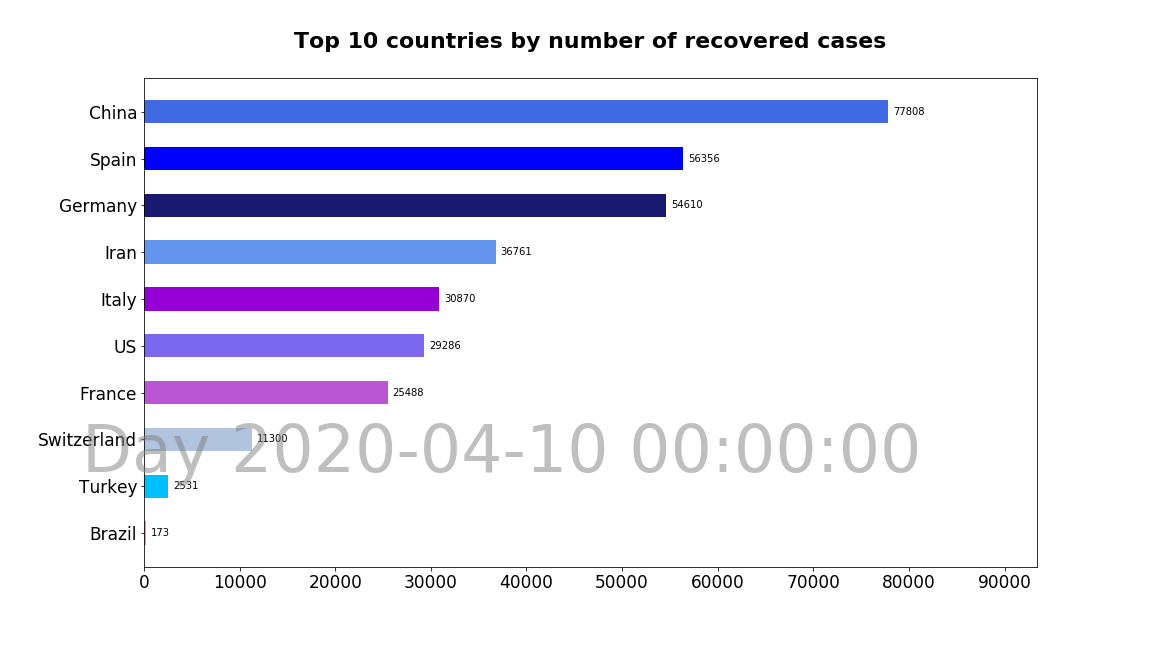 Top 10 countries by number of recovered cases
China 77808
Spain 56356
Germany 54610
Iran 36761
Italy 30870
US 29286
France 25488
Switzerland 11300
Day 2020-04-10 00:00:00
Turkey 2531
Brazil 173
0 10000 20000 30000 40000 50000 60000 70000 80000 90000